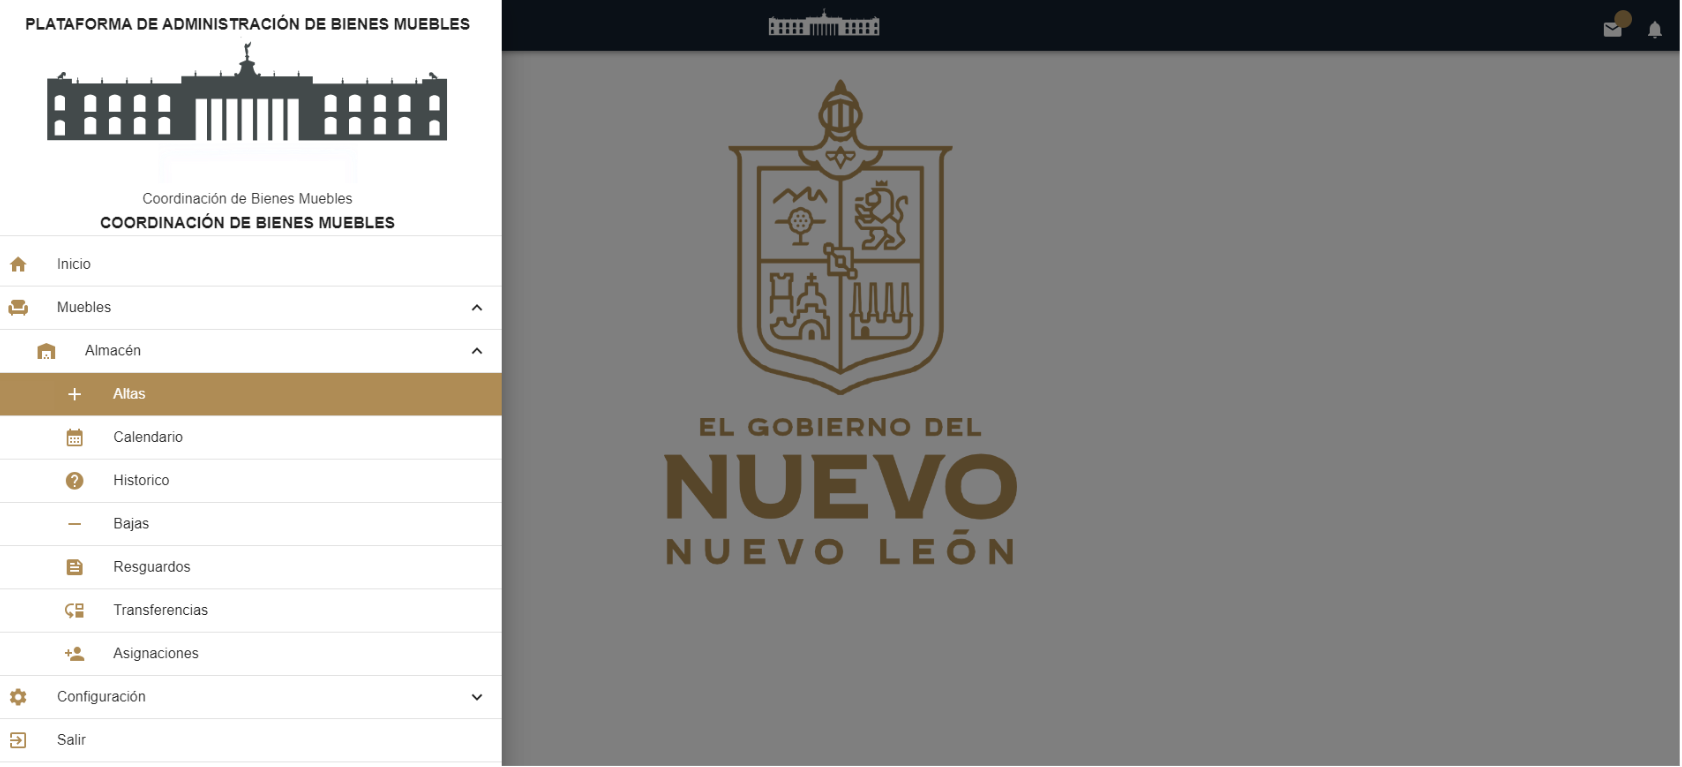 PLATAFORMA DE ADMINISTRACIÓN DE BIENES MUEBLES
Coordinación de Bienes Muebles
COORDINACIÓN DE BIENES MUEBLES
Inicio
Muebles
Almacén
Altas
Calendario
Historico
Bajas
Resguardos
Transferencias
Asignaciones
Configuración
Salir
EL GOBIERNO DEL
NUEVO
NUEVO LEÓN